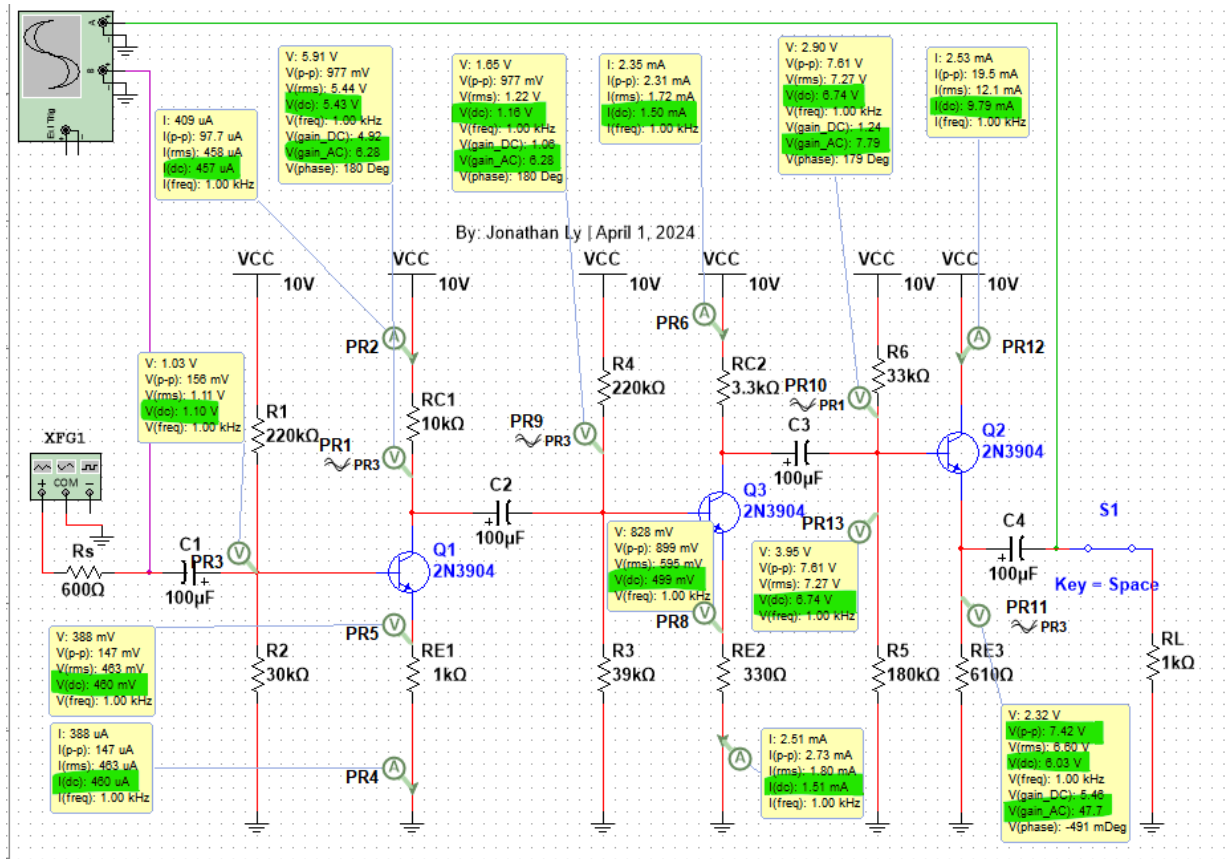 A
B
Ext Trig
V: 5.91 V
V(p-p): 977 mV
V(rms): 5.44 V
V(dc): 5.43 V
V(freq): 1.00 kHz
V(gain_DC): 4.92
V(gain_AC): 6.28
V(phase): 180 Deg
V: 1.65 V
V(p-p): 977 mV
V(rms): 1.22 V
V(dc): 1.16 V
V(freq): 1.00 kHz
V(gain_DC): 1.06
V(gain_AC): 6.28
V(phase): 180 Deg
I: 2.35 mA
I(p-p): 2.31 mA
I(rms): 1.72 mA
I(dc): 1.50 mA
I(freq): 1.00 kHz
V: 2.90 V
V(p-p): 7.61 V
V(rms): 7.27 V
V(dc): 6.74 V
V(freq): 1.00 kHz
V(gain_DC): 1.24
V(gain_AC): 7.79
V(phase): 179 Deg
I: 2.53 mA
I(p-p): 19.5 mA
I(rms): 12.1 mA
I(dc): 9.79 mA
I(freq): 1.00 kHz
I: 409 uA
I(p-p): 97.7 uA
I(rms): 458 uA
I(dc): 457 uA
I(freq): 1.00 kHz
By: Jonathan Ly | April 1, 2024
VCC
10V
VCC
10V
VCC
10V
VCC
10V
VCC
10V
VCC
10V
A
PR2
A
PR6
A
PR12
V: 1.03 V
V(p-p): 156 mV
V(rms): 1.11 V
V(dc): 1.10 V
V(freq): 1.00 kHz
R1
220kΩ
RC1
10kΩ
R4
220kΩ
RC2
3.3kΩ
R6
33kΩ
PR1
PR3
V
PR9
PR3
V
PR10
PR1
V
C3
+
100µF
Q2
2N3904
XFG1
+
COM
−
Rs
600Ω
C1
+
100µF
PR3
V
C2
+
100µF
Q1
2N3904
Q3
2N3904
PR13
V
C4
+
100µF
S1
Key = Space
V: 828 mV
V(p-p): 899 mV
V(rms): 595 mV
V(dc): 499 mV
V(freq): 1.00 kHz
V: 3.95 V
V(p-p): 7.61 V
V(rms): 7.27 V
V(dc): 6.74 V
V(freq): 1.00 kHz
V
PR5
V
PR8
V
PR11
PR3
V: 388 mV
V(p-p): 147 mV
V(rms): 463 mV
V(dc): 460 mV
V(freq): 1.00 kHz
R2
30kΩ
RE1
1kΩ
R3
39kΩ
RE2
330Ω
R5
180kΩ
RE3
610Ω
RL
1kΩ
I: 388 uA
I(p-p): 147 uA
I(rms): 463 uA
I(dc): 460 uA
I(freq): 1.00 kHz
PR4
A
A
I: 2.51 mA
I(p-p): 2.73 mA
I(rms): 1.80 mA
I(dc): 1.51 mA
I(freq): 1.00 kHz
V: 2.32 V
V(p-p): 7.42 V
V(rms): 6.60 V
V(dc): 6.03 V
V(freq): 1.00 kHz
V(gain_DC): 5.46
V(gain_AC): 47.7
V(phase): -491 mDeg